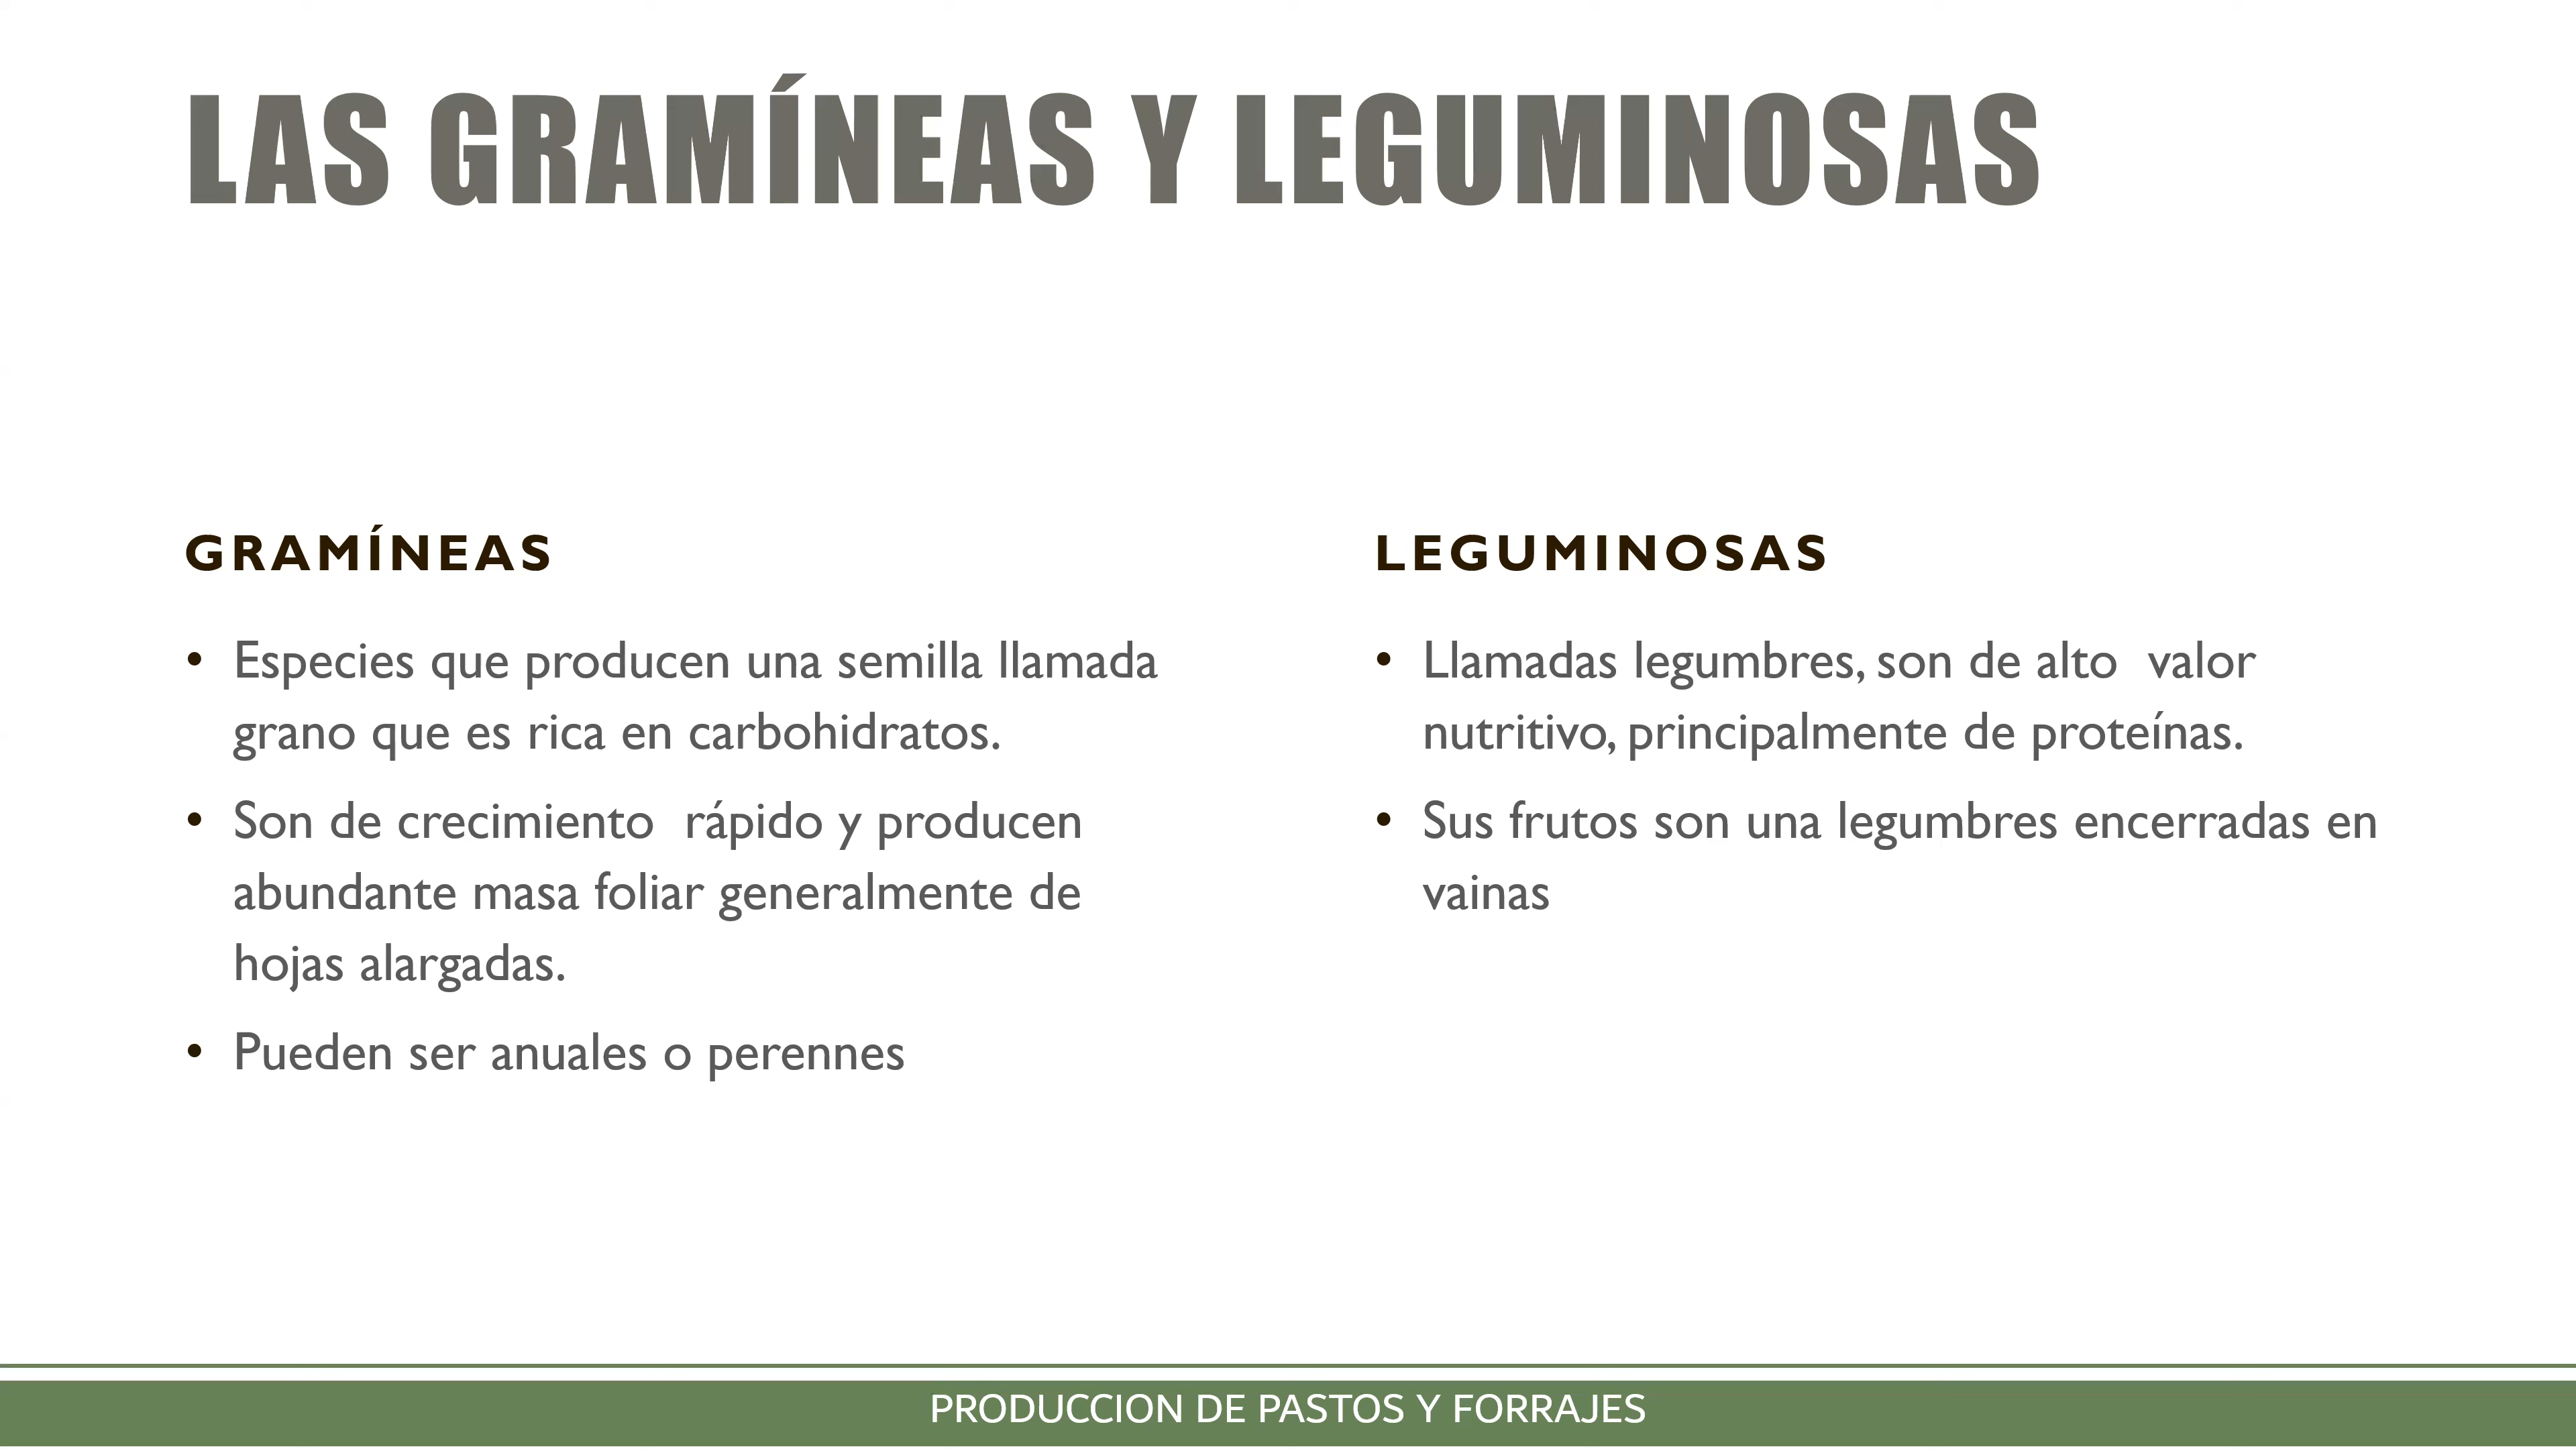 LAS GRAMÍNEAS Y LEGUMINOSAS
GRAMÍNEAS
• Especies que producen una semilla llamada
grano que es rica en carbohidratos.
• Son de crecimiento  rápido y producen
abundante masa foliar generalmente de
hojas alargadas.
• Pueden ser anuales o perennes
LEGUMINOSAS
• Llamadas legumbres, son de alto  valor
nutritivo, principalmente de proteínas.
• Sus frutos son una legumbres encerradas en
vainas
PRODUCCION DE PASTOS Y FORRAJES